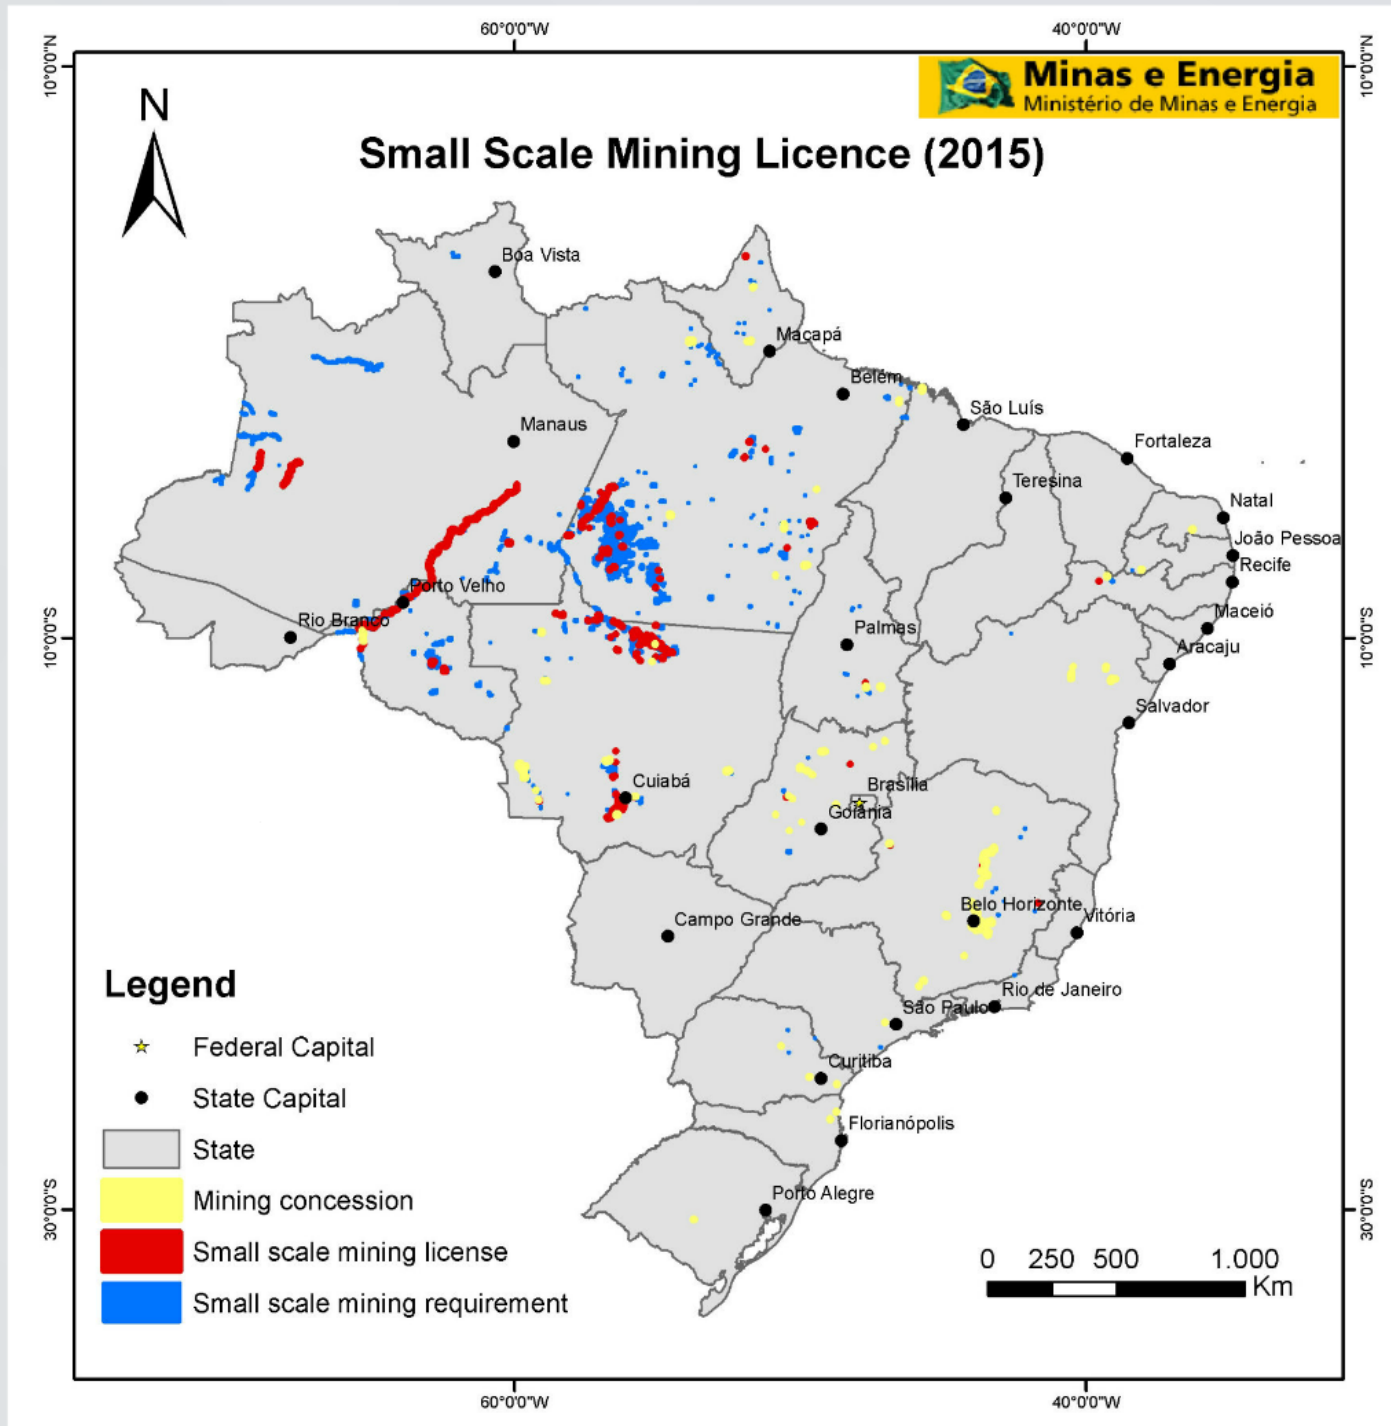 60°0'0"W
40°0'0"W
10°0'0"N
10°0'0"N
Minas e Energia
Ministério de Minas e Energia
N
Small Scale Mining Licence (2015)
Boa Vista
Macapá
Belém
São Luís
Manaus
Fortaleza
Teresina
Natal
João Pessoa
Recife
Porto Velho
Maceió
Rio Branco
Palmas
10°0'0"S
Aracaju
10°0'0"S
Salvador
Cuiabá
Brasília
Goiânia
Belo Horizonte
Vitória
Campo Grande
Rio de Janeiro
São Paulo
Curitiba
Florianópolis
Porto Alegre
Legend
Federal Capital
State Capital
State
Mining concession
Small scale mining license
Small scale mining requirement
30°0'0"S
30°0'0"S
0 250 500 1.000
Km
60°0'0"W
40°0'0"W